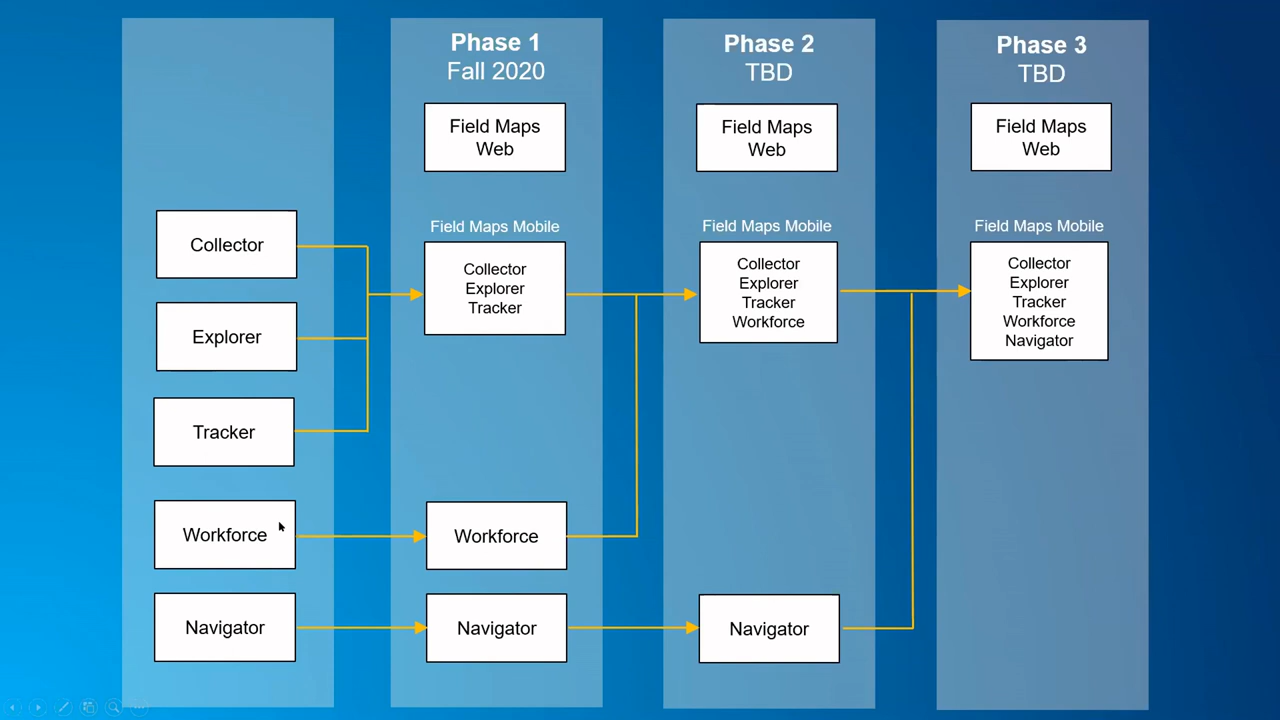 Collector
Explorer
Tracker
Workforce
Navigator
Phase 1
Fall 2020
Field Maps
Web
Field Maps Mobile
Collector
Explorer
Tracker
Workforce
Navigator
Phase 2
TBD
Field Maps
Web
Field Maps Mobile
Collector
Explorer
Tracker
Workforce
Navigator
Phase 3
TBD
Field Maps
Web
Field Maps Mobile
Collector
Explorer
Tracker
Workforce
Navigator